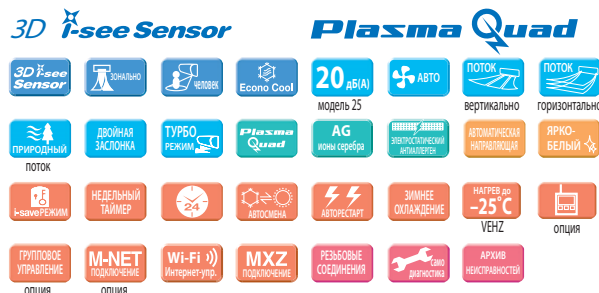 3D i-see Sensor Plasma Quad
3D i-see Sensor
ЗОНАЛЬНО
ЧЕЛОВЕК
Econo Cool
20 дБ(А)
АВТО
ПОТОК
ПОТОК
модель 25
вертикально
горизонтально
ПРИРОДНЫЙ
поток
ДВОЙНАЯ
ЗАСЛОНКА
ТУРБО
РЕЖИМ
Plasma
Quad
AG
ионы серебра
ЭЛЕКТРОСТАТИЧЕСКИЙ
АНТИАЛЛЕРГЕН
АВТОМАТИЧЕСКАЯ
НАПРАВЛЯЮЩАЯ
ЯРКО-
БЕЛЫЙ
i-save РЕЖИМ
НЕДЕЛЬНЫЙ
ТАЙМЕР
24
АВТОСМЕНА
АВТОРЕСТАРТ
ЗИМНЕЕ
ОХЛАЖДЕНИЕ
НАГРЕВ до
–25°C
VEHZ
опция
ГРУППОВОЕ
УПРАВЛЕНИЕ
опция
M-NET
ПОДКЛЮЧЕНИЕ
опция
Wi-Fi
Интернет-упр.
MXZ
ПОДКЛЮЧЕНИЕ
РЕЗЬБОВЫЕ
СОЕДИНЕНИЯ
само
диагностика
АРХИВ
НЕИСПРАВНОСТЕЙ